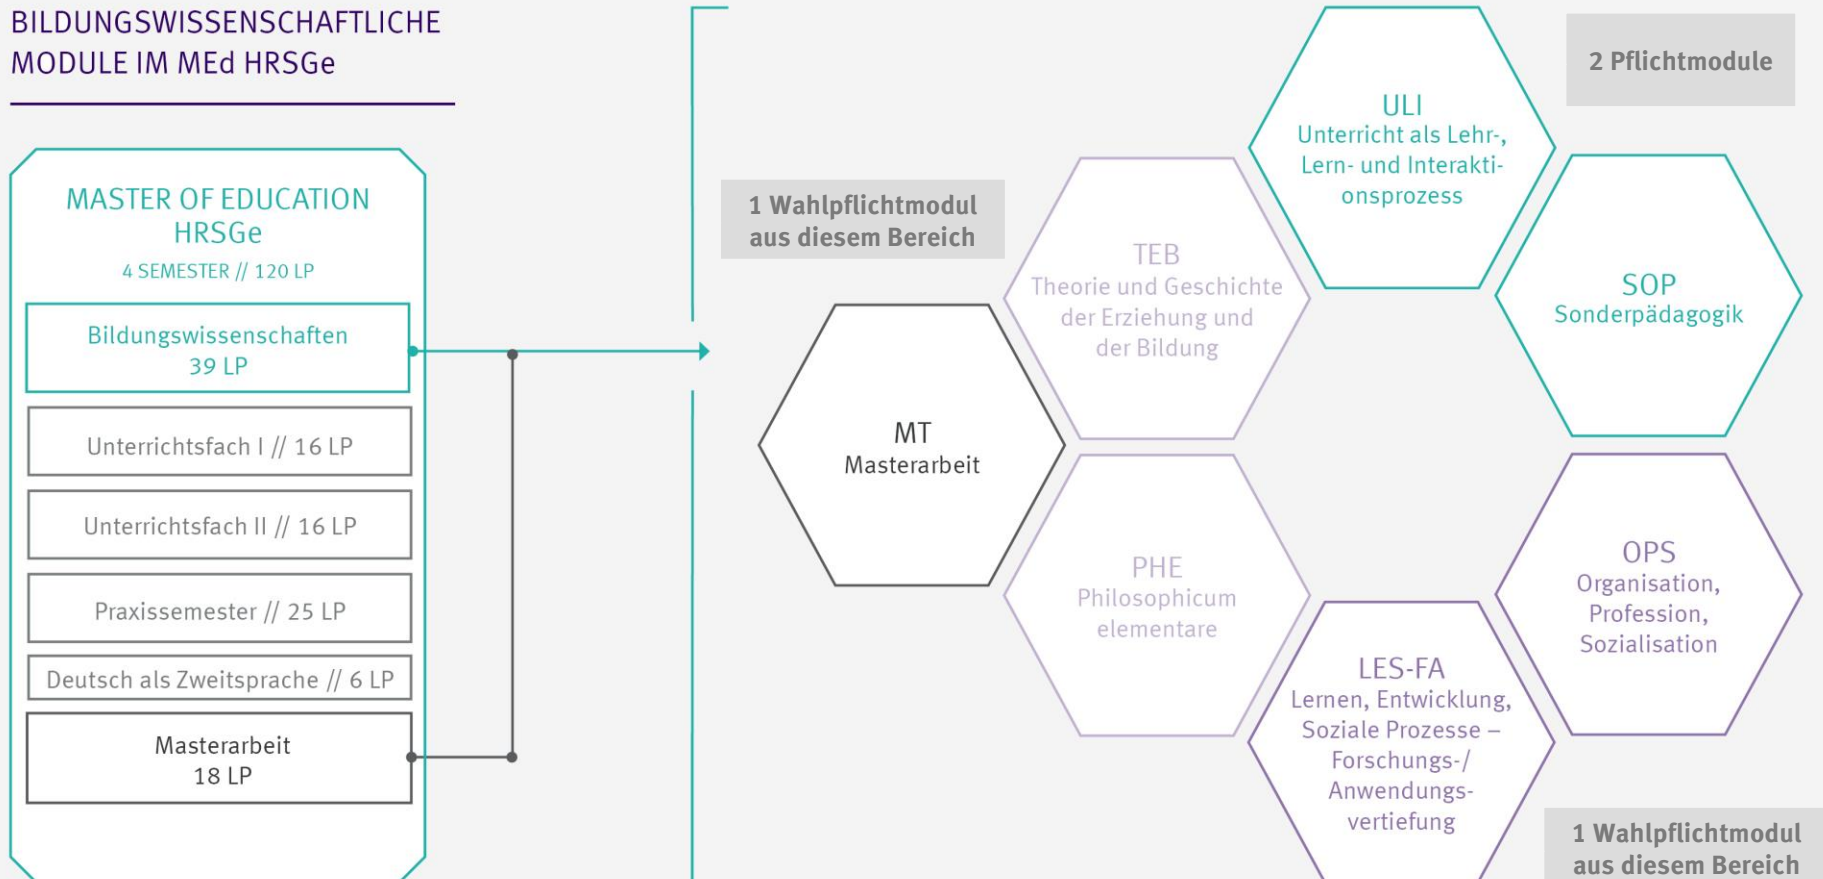 BILDUNGSWISSENSCHAFTLICHE
MODULE IM MEd HRSGe
MASTER OF EDUCATION
HRSGe
4 SEMESTER // 120 LP
Bildungswissenschaften
39 LP
Unterrichtsfach I // 16 LP
Unterrichtsfach II // 16 LP
Praxissemester // 25 LP
Deutsch als Zweitsprache // 6 LP
Masterarbeit
18 LP
1 Wahlpflichtmodul
aus diesem Bereich
MT
Masterarbeit
TEB
Theorie und Geschichte
der Erziehung und
der Bildung
PHE
Philosophicum
elementare
2 Pflichtmodule
ULI
Unterricht als Lehr-,
Lern- und Interakti-
onsprozess
SOP
Sonderpädagogik
OPS
Organisation,
Profession,
Sozialisation
LES-FA
Lernen, Entwicklung,
Soziale Prozesse –
Forschungs-/
Anwendungs-
vertiefung
1 Wahlpflichtmodul
aus diesem Bereich